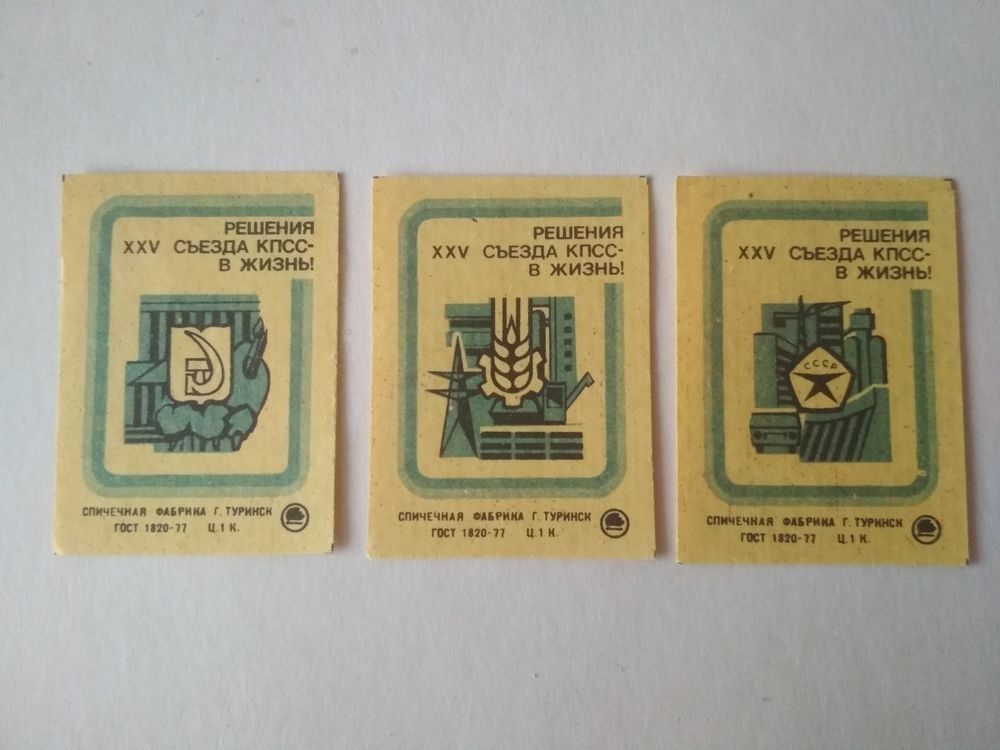 РЕШЕНИЯ
XXV СЪЕЗДА КПСС-
В ЖИЗНЬ!
СПИЧЕЧНАЯ ФАБРИКА Г. ТУРИНСК
ГОСТ 1820-77 Ц.1 К.
РЕШЕНИЯ
XXV СЪЕЗДА КПСС-
В ЖИЗНЬ!
СПИЧЕЧНАЯ ФАБРИКА Г. ТУРИНСК
ГОСТ 1820-77 Ц.1 К.
РЕШЕНИЯ
XXV СЪЕЗДА КПСС-
В ЖИЗНЬ!
СССР
СПИЧЕЧНАЯ ФАБРИКА Г. ТУРИНСК
ГОСТ 1820-77 Ц.1 К.